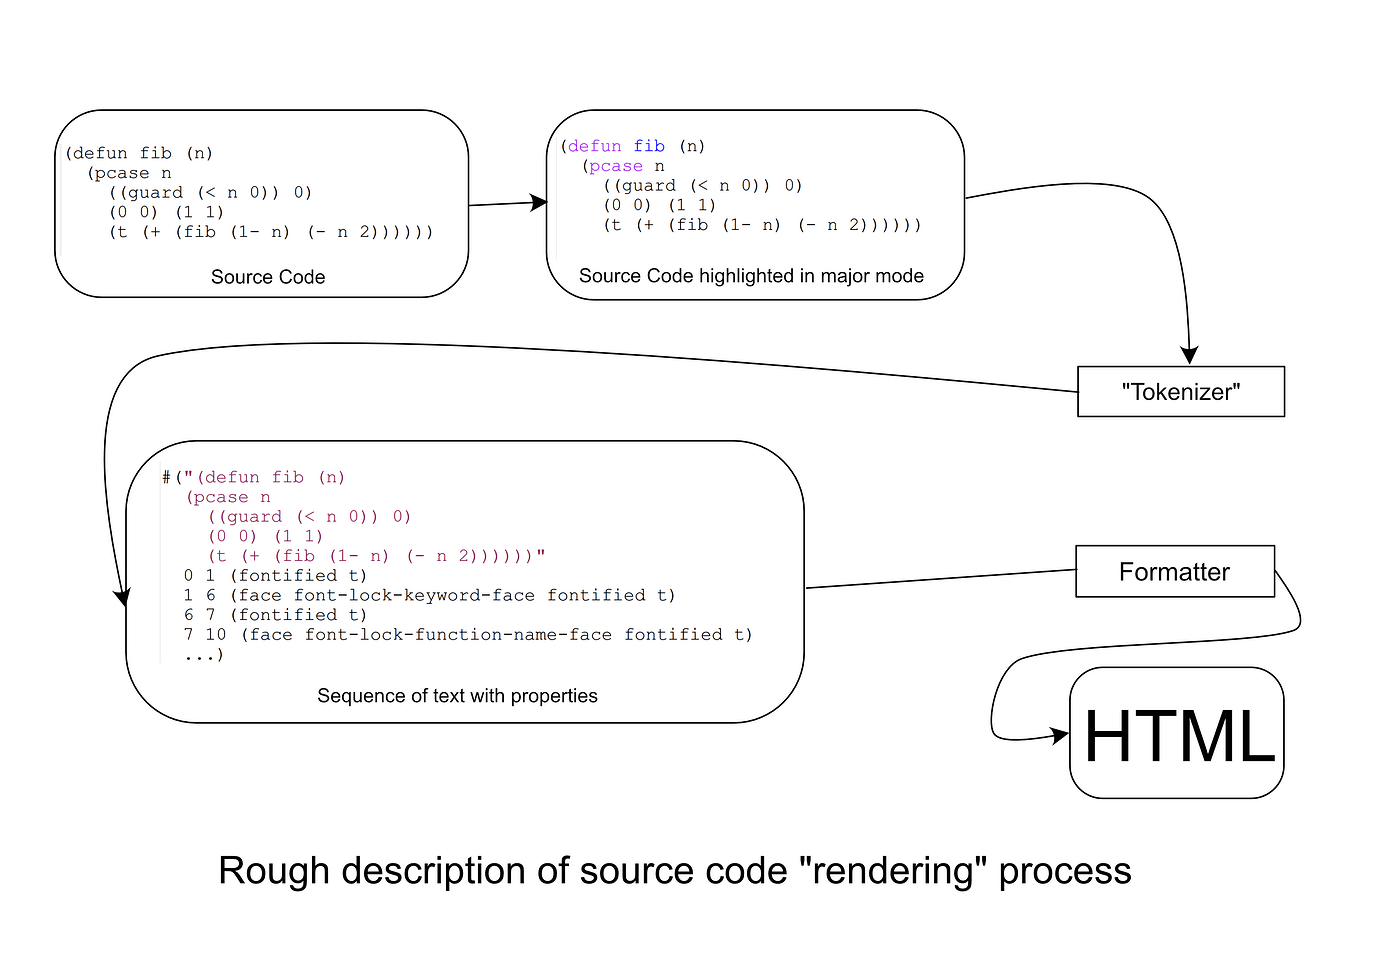 (defun fib (n)
  (pcase n
    ((guard (< n 0)) 0)
    (0 0) (1 1)
    (t (+ (fib (1- n) (- n 2))))))
Source Code
(defun fib (n)
  (pcase n
    ((guard (< n 0)) 0)
    (0 0) (1 1)
    (t (+ (fib (1- n) (- n 2))))))
Source Code highlighted in major mode
"Tokenizer"
#("(defun fib (n)
  (pcase n
    ((guard (< n 0)) 0)
    (0 0) (1 1)
    (t (+ (fib (1- n) (- n 2))))))"
  0 1 (fontified t)
  1 6 (face font-lock-keyword-face fontified t)
  6 7 (fontified t)
  7 10 (face font-lock-function-name-face fontified t)
  ...)
Sequence of text with properties
Formatter
HTML
Rough description of source code "rendering" process